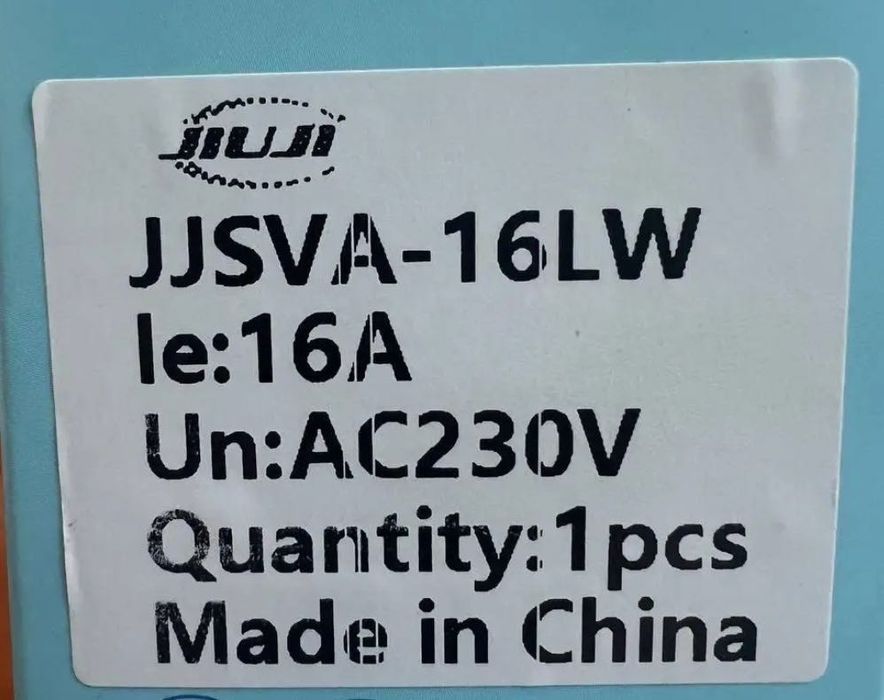 JIUJI
JJSVA-16LW
Ie:16A
Un:AC230V
Quantity:1pcs
Made in China